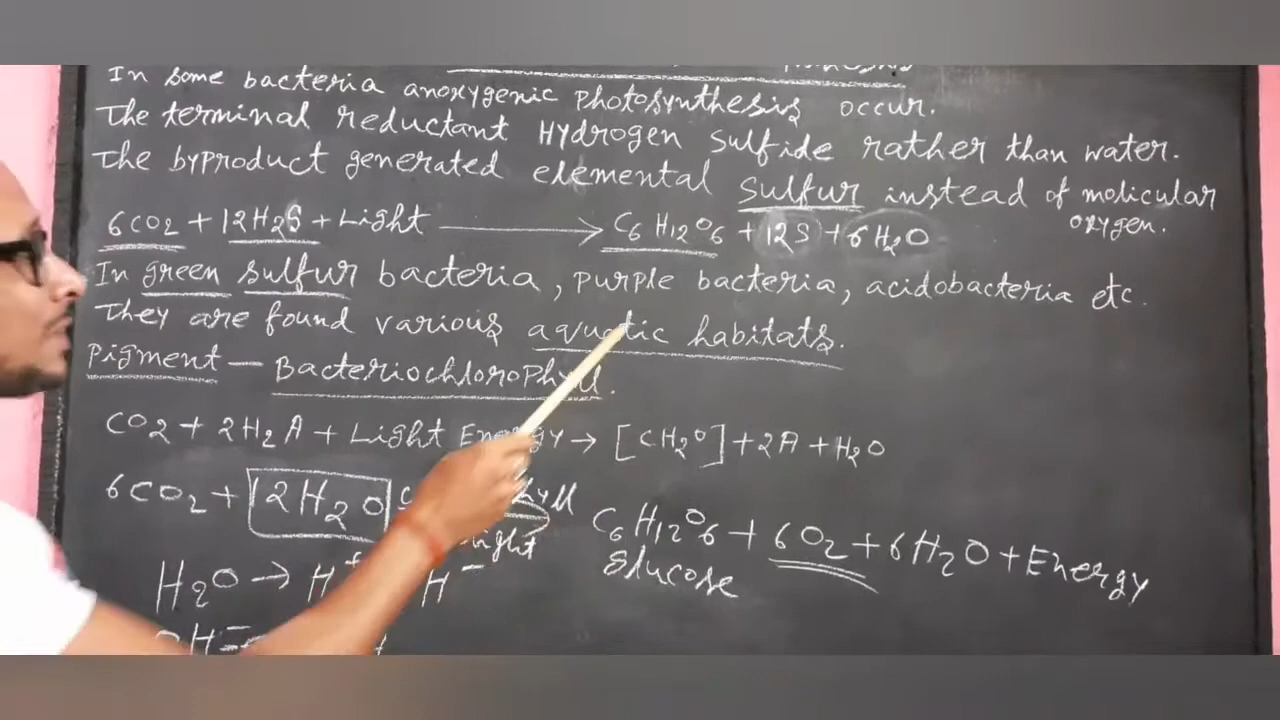 In some bacteria anoxygenic photosynthesis occur.
The terminal reductant Hydrogen sulfide rather than water.
The byproduct generated elemental sulfur instead of molicular oxygen.
6CO2 + 12H2S + Light ⟶ C6H12O6 + 12S + 6H2O
In green sulfur bacteria, purple bacteria, acidobacteria etc.
They are found various aquatic habitats.
Pigment — Bacteriochlorophyll.
CO2 + 2H2A + Light Energy → [CH2O] + 2A + H2O
6CO2 + 12H2O light C6H12O6 + 6O2 + 6H2O + Energy
Glucose
H2O → H+ H−